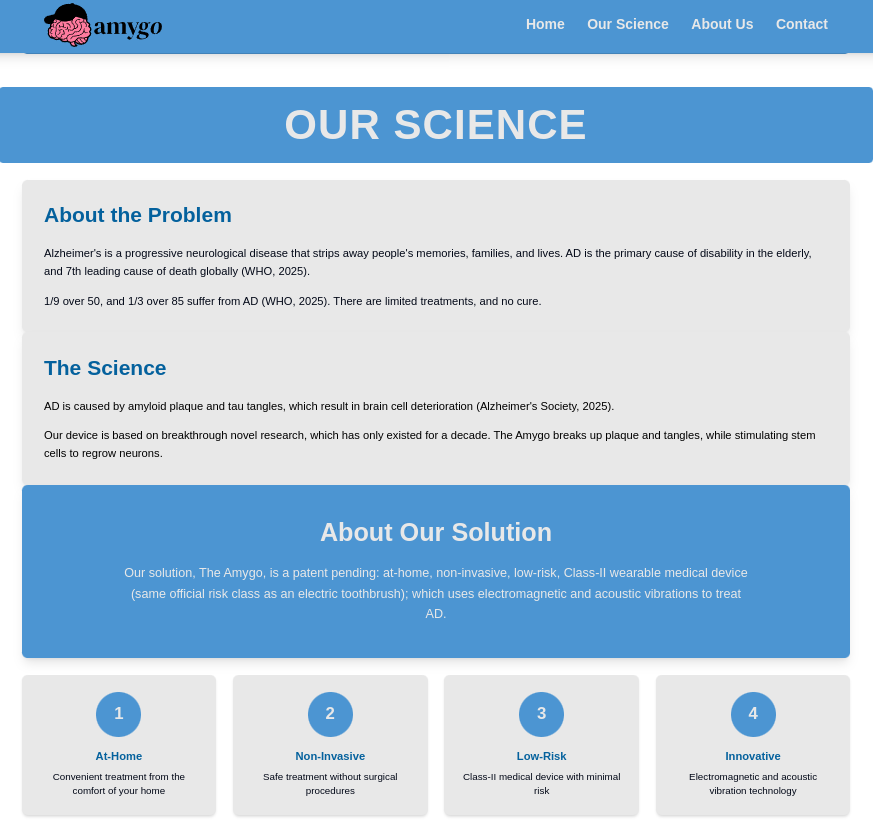 amygo
Home Our Science About Us Contact
OUR SCIENCE
About the Problem
Alzheimer's is a progressive neurological disease that strips away people's memories, families, and lives. AD is the primary cause of disability in the elderly,
and 7th leading cause of death globally (WHO, 2025).
1/9 over 50, and 1/3 over 85 suffer from AD (WHO, 2025). There are limited treatments, and no cure.
The Science
AD is caused by amyloid plaque and tau tangles, which result in brain cell deterioration (Alzheimer's Society, 2025).
Our device is based on breakthrough novel research, which has only existed for a decade. The Amygo breaks up plaque and tangles, while stimulating stem
cells to regrow neurons.
About Our Solution
Our solution, The Amygo, is a patent pending: at-home, non-invasive, low-risk, Class-II wearable medical device
(same official risk class as an electric toothbrush); which uses electromagnetic and acoustic vibrations to treat
AD.
1
At-Home
Convenient treatment from the
comfort of your home
2
Non-Invasive
Safe treatment without surgical
procedures
3
Low-Risk
Class-II medical device with minimal
risk
4
Innovative
Electromagnetic and acoustic
vibration technology